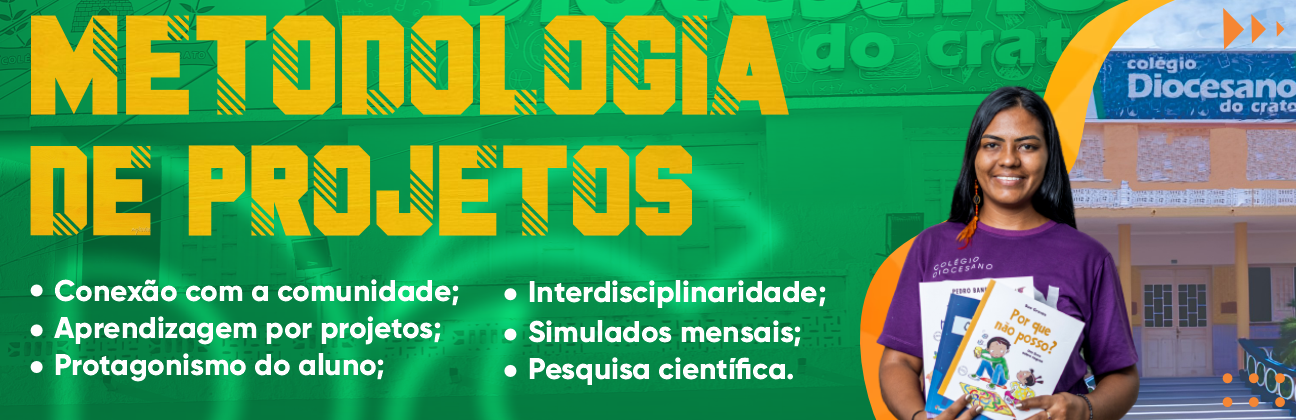 METODOLOGIA
DE PROJETOS
• Conexão com a comunidade;
• Aprendizagem por projetos;
• Protagonismo do aluno;
• Interdisciplinaridade;
• Simulados mensais;
• Pesquisa científica.
Diocesano
do crato
colégio
Diocesano
do crato
COLÉGIO
DIOCESANO
Por que
não posso?